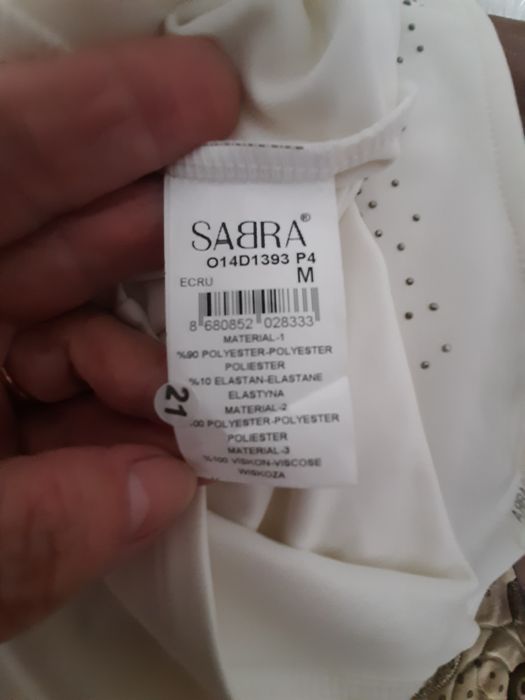 SABRA®
O14D1393 P4
ECRU M
8 680852 028333
MATERIAL-1
%90 POLYESTER-POLYESTER
POLIESTER
%10 ELASTAN-ELASTANE
ELASTYNA
MATERIAL-2
00 POLYESTER-POLYESTER
POLIESTER
MATERIAL-3
%100 VISKON-VISCOSE
WISKOZA
21